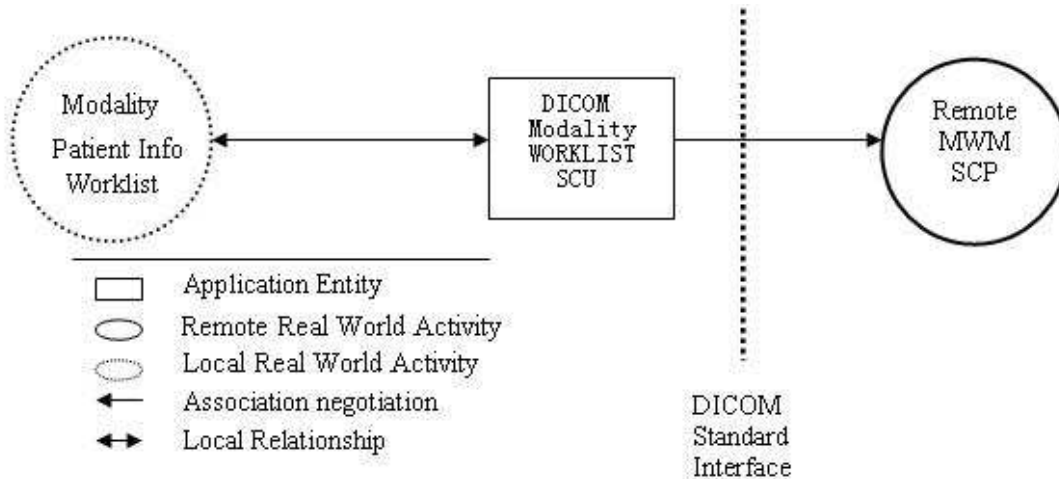 Modality
Patient Info
Worklist
DICOM
Modality
WORKLIST
SCU
Remote
MWM
SCP
Application Entity
Remote Real World Activity
Local Real World Activity
Association negotiation
Local Relationship
DICOM
Standard
Interface